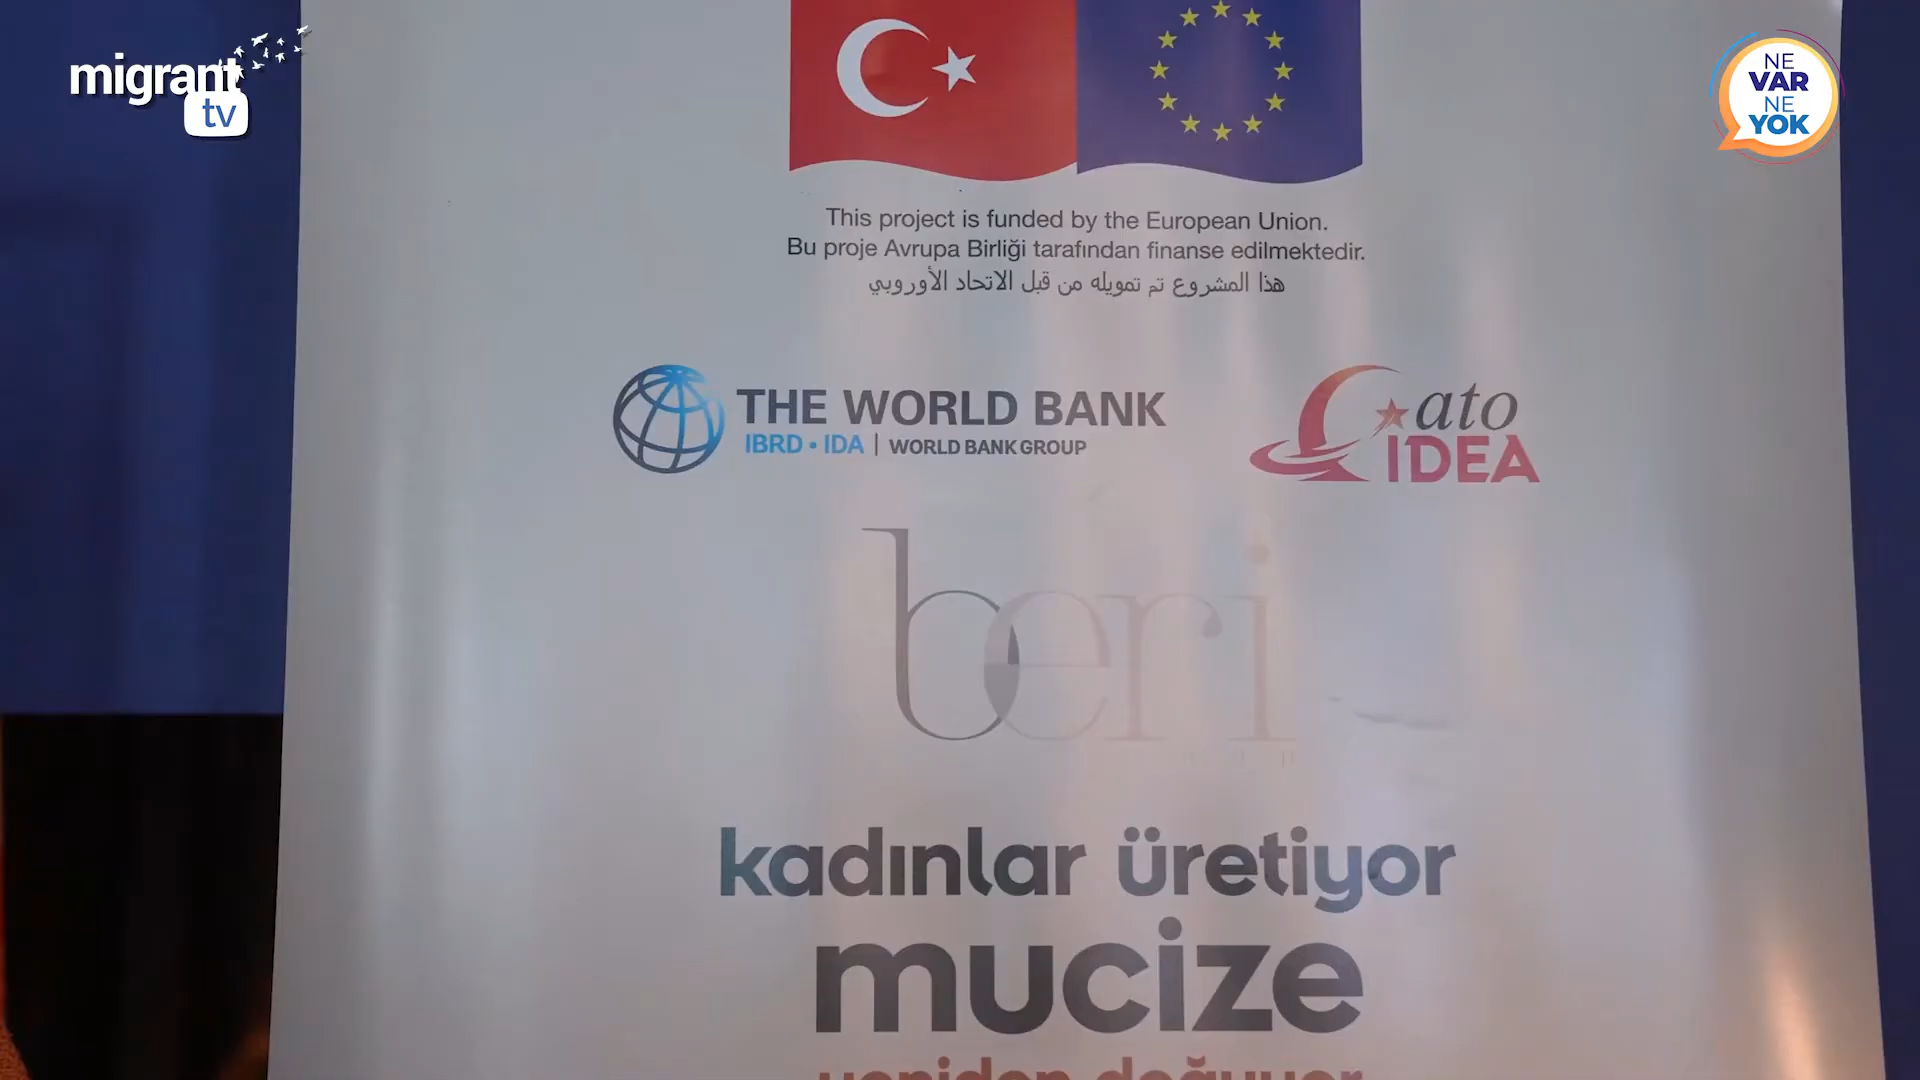 migrant
tv
NE
VAR
NE
YOK
This project is funded by the European Union.
Bu proje Avrupa Birliği tarafından finanse edilmektedir.
هذا المشروع تم تمويله من قبل الاتحاد الأوروبي
THE WORLD BANK
IBRD • IDA | WORLD BANK GROUP
ato
IDEA
beri
kadınlar üretiyor
mucize
yeniden doğuyor